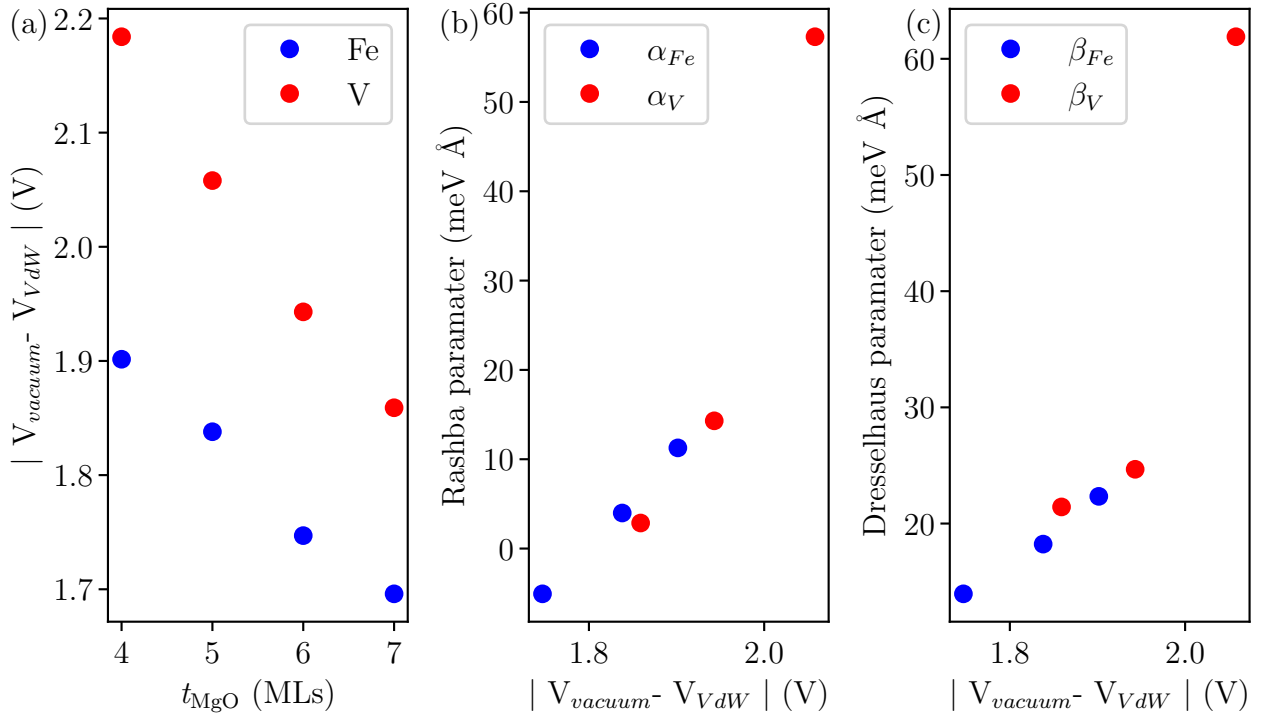 (a)
Fe
V
2.2
2.1
2.0
1.9
1.8
1.7
| V_vacuum- V_VdW | (V)
4 5 6 7
t_MgO (MLs)
(b)
α_Fe
α_V
60
50
40
30
20
10
0
Rashba paramater (meV Å)
1.8 2.0
| V_vacuum- V_VdW | (V)
(c)
β_Fe
β_V
60
50
40
30
20
Dresselhaus paramater (meV Å)
1.8 2.0
| V_vacuum- V_VdW | (V)